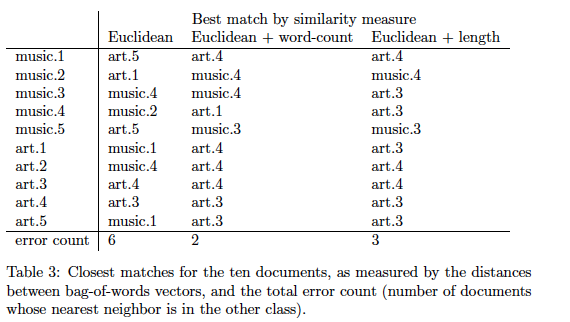 Best match by similarity measure
Euclidean Euclidean + word-count Euclidean + length
music.1 art.5 art.4 art.4
music.2 art.1 music.4 music.4
music.3 music.4 music.4 art.3
music.4 music.2 art.1 art.3
music.5 art.5 music.3 music.3
art.1 music.1 art.4 art.3
art.2 music.4 art.4 art.4
art.3 art.4 art.4 art.4
art.4 art.3 art.3 art.3
art.5 music.1 art.3 art.3
error count 6 2 3
Table 3: Closest matches for the ten documents, as measured by the distances
between bag-of-words vectors, and the total error count (number of documents
whose nearest neighbor is in the other class).